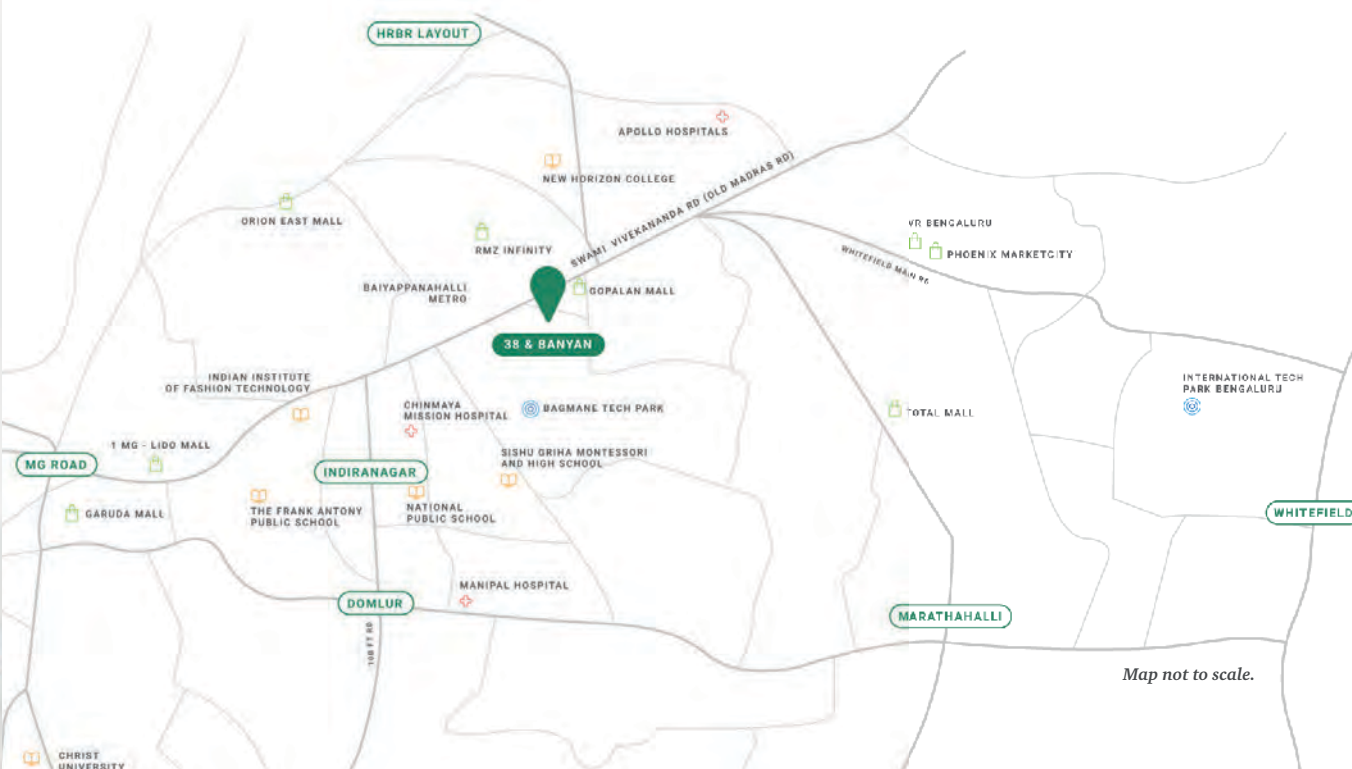 HRBR LAYOUT
APOLLO HOSPITALS
NEW HORIZON COLLEGE
SWAMI VIVEKANANDA RD (OLD MADRAS RD)
ORION EAST MALL
RMZ INFINITY
VR BENGALURU
PHOENIX MARKETCITY
WHITEFIELD MAIN RD
BAIYAPPANAHALLI
METRO
GOPALAN MALL
38 & BANYAN
INDIAN INSTITUTE
OF FASHION TECHNOLOGY
INTERNATIONAL TECH
PARK BENGALURU
CHINMAYA
MISSION HOSPITAL
BAGMANE TECH PARK
TOTAL MALL
1 MG - LIDO MALL
MG ROAD
INDIRANAGAR
SISHU GRIHA MONTESSORI
AND HIGH SCHOOL
GARUDA MALL
THE FRANK ANTONY
PUBLIC SCHOOL
NATIONAL
PUBLIC SCHOOL
WHITEFIELD
MANIPAL HOSPITAL
DOMLUR
MARATHAHALLI
100 FT RD
Map not to scale.
CHRIST
UNIVERSITY